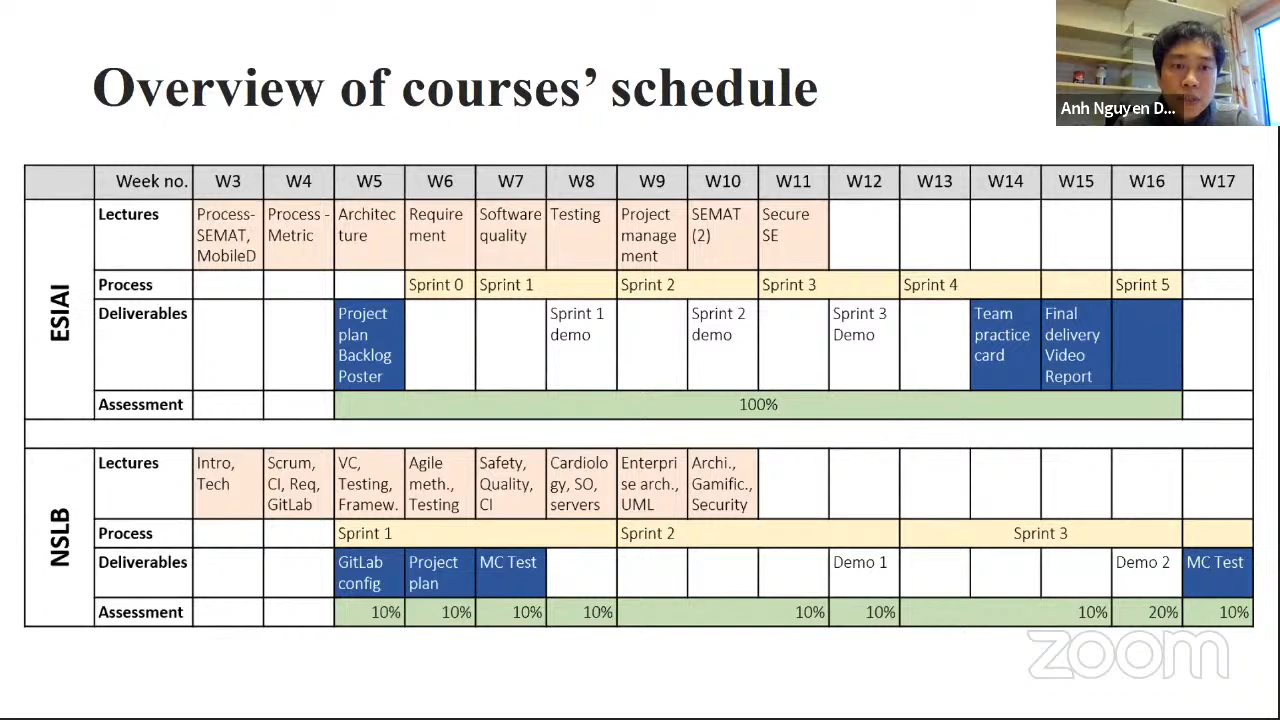 Overview of courses’ schedule
Anh Nguyen D...
Week no. W3 W4 W5 W6 W7 W8 W9 W10 W11 W12 W13 W14 W15 W16 W17
ESIAI
Lectures Process- Process - Architec Require Software Testing Project SEMAT Secure
SEMAT, Metric ture ment quality manage (2) SE
MobileD ment
Process Sprint 0 Sprint 1 Sprint 2 Sprint 3 Sprint 4 Sprint 5
Deliverables Project Sprint 1 Sprint 2 Sprint 3 Team Final
plan demo demo Demo practice delivery
Backlog card Video
Poster Report
Assessment 100%
NSLB
Lectures Intro, Scrum, VC, Agile Safety, Cardiolo Enterpri Archi.,
Tech CI, Req, Testing, meth., Quality, gy, SO, se arch., Gamific.,
GitLab Framew. Testing CI servers UML Security
Process Sprint 1 Sprint 2 Sprint 3
Deliverables GitLab Project MC Test Demo 1 Demo 2 MC Test
config plan
Assessment 10% 10% 10% 10% 10% 10% 10% 20% 10%
zoom